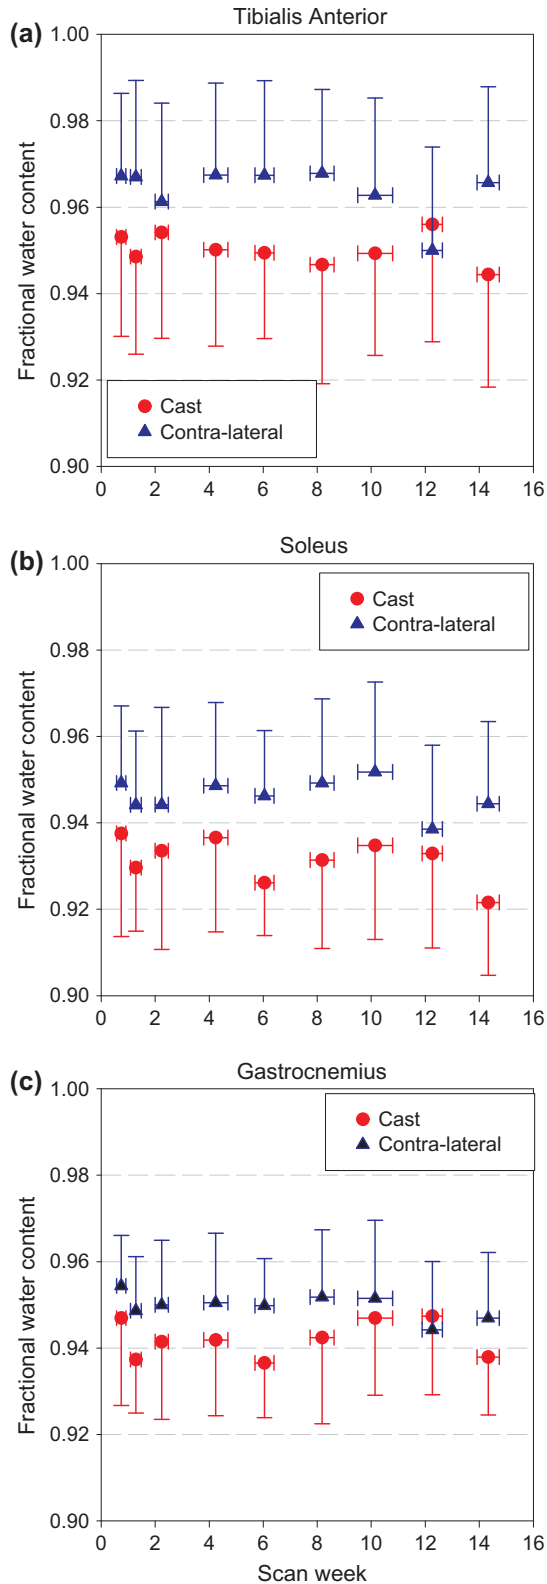 (a)
Tibialis Anterior
1.00
0.98
0.96
0.94
0.92
0.90
Fractional water content
Cast
Contra-lateral
0 2 4 6 8 10 12 14 16
(b)
Soleus
1.00
0.98
0.96
0.94
0.92
0.90
Fractional water content
Cast
Contra-lateral
0 2 4 6 8 10 12 14 16
(c)
Gastrocnemius
1.00
0.98
0.96
0.94
0.92
0.90
Fractional water content
Cast
Contra-lateral
0 2 4 6 8 10 12 14 16
Scan week